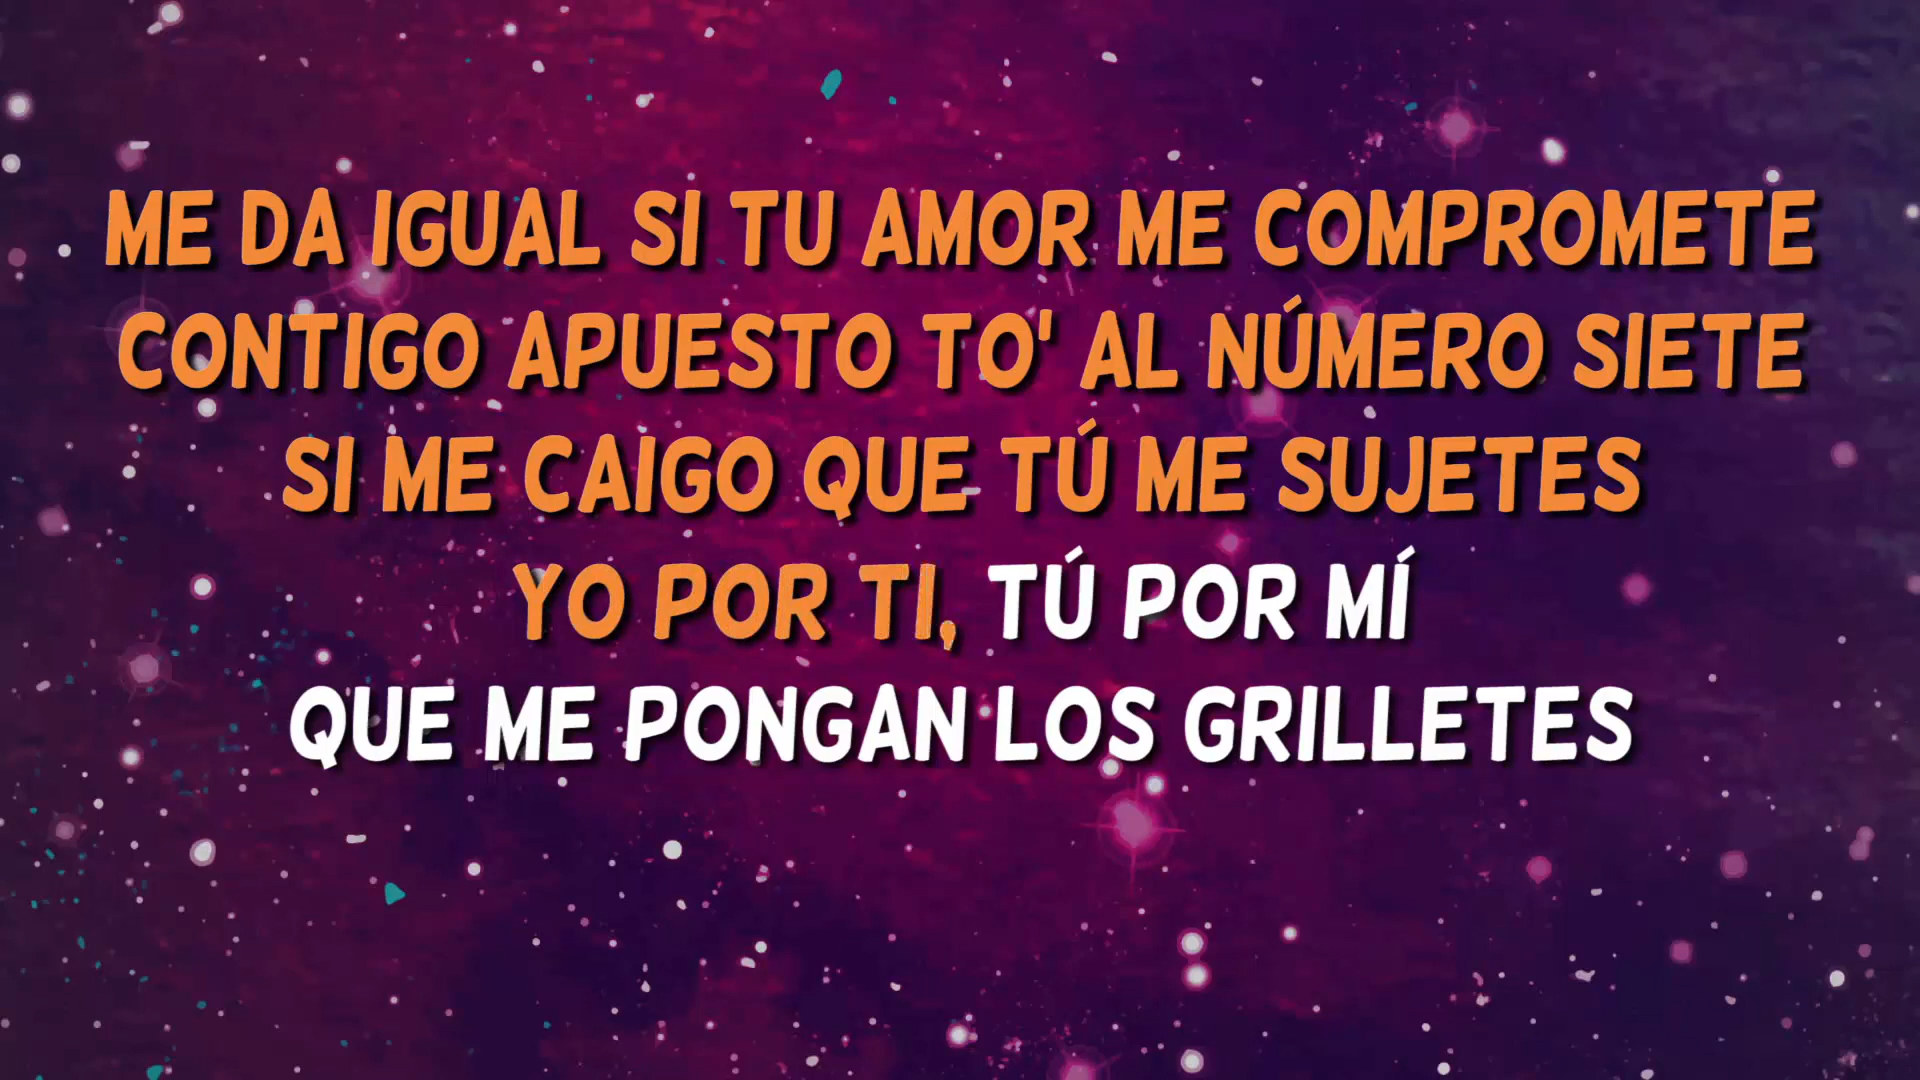 ME DA IGUAL SI TU AMOR ME COMPROMETE
CONTIGO APUESTO TO' AL NÚMERO SIETE
SI ME CAIGO QUE TÚ ME SUJETES
YO POR TI, TÚ POR MÍ
QUE ME PONGAN LOS GRILLETES